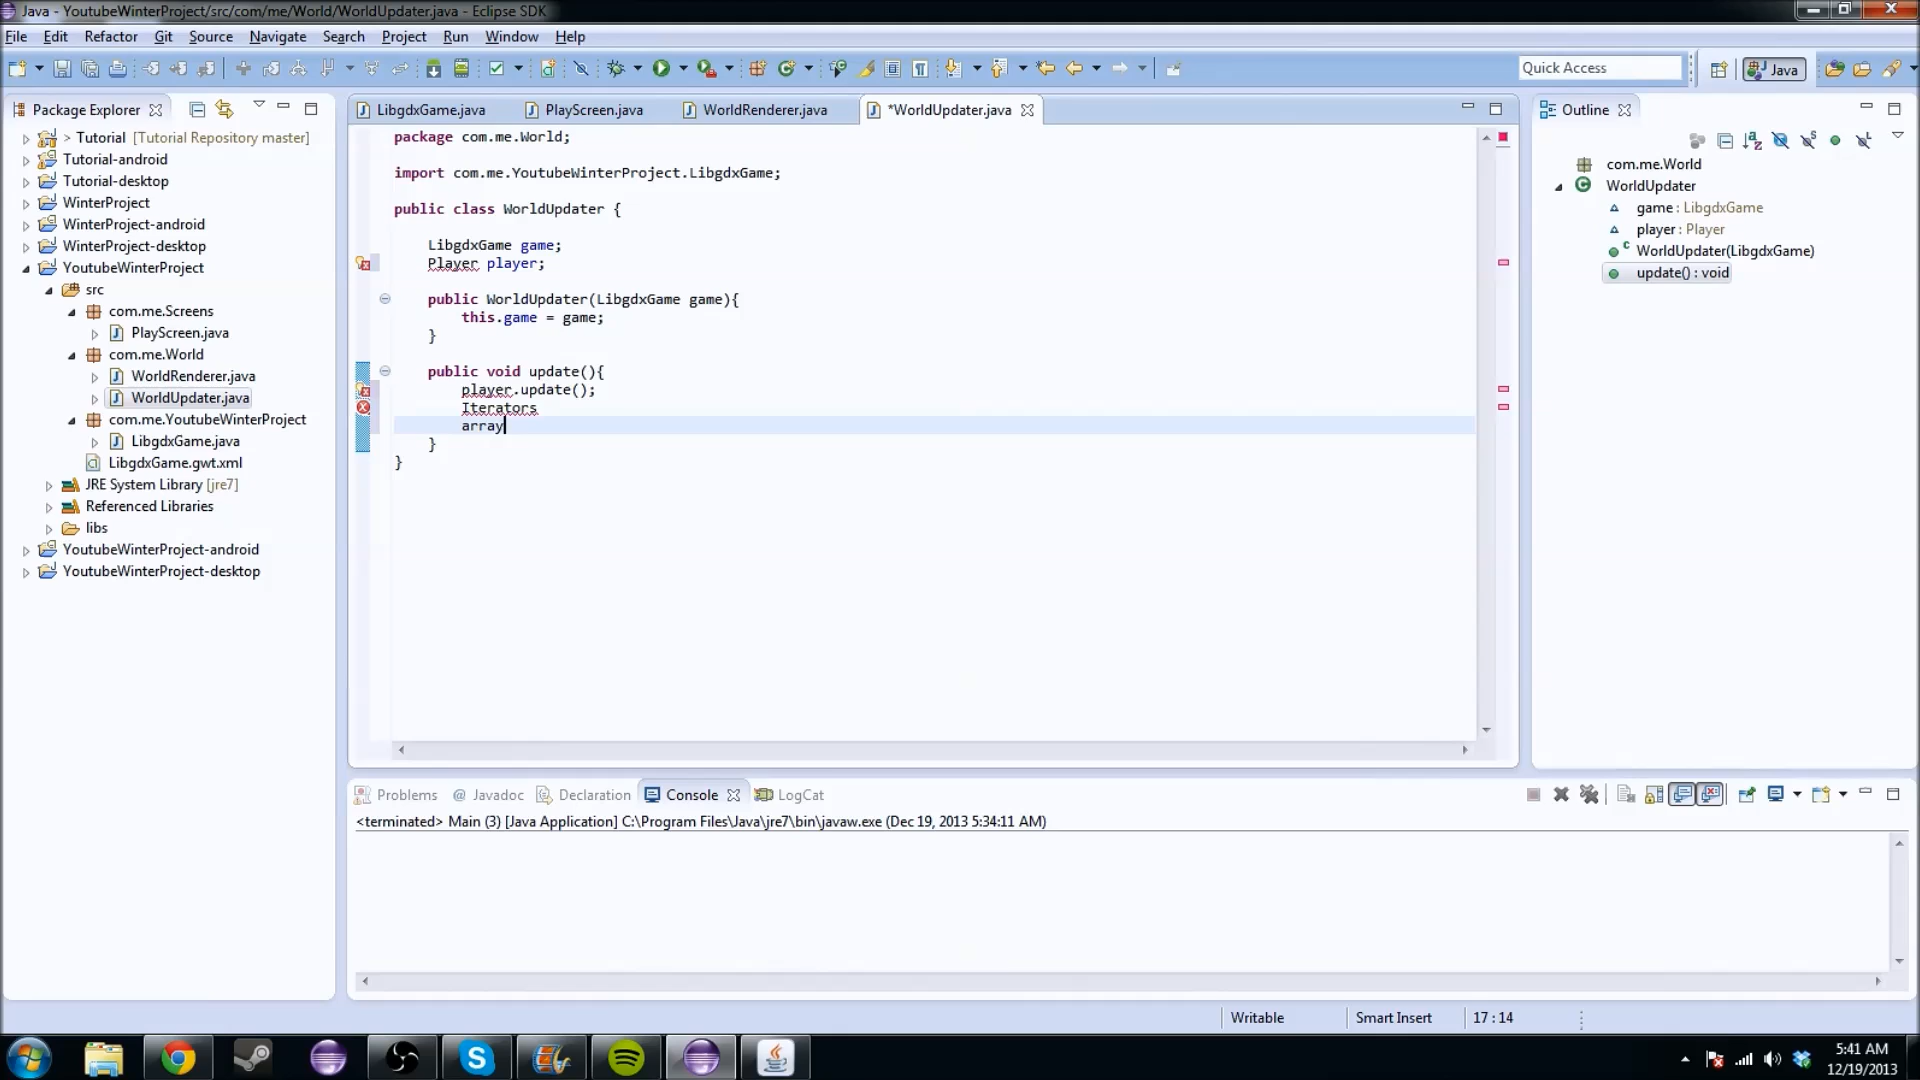 Java - YoutubeWinterProject/src/com/me/World/WorldUpdater.java - Eclipse SDK
File Edit Refactor Git Source Navigate Search Project Run Window Help
Quick Access
Java
Package Explorer
> Tutorial [Tutorial Repository master]
Tutorial-android
Tutorial-desktop
WinterProject
WinterProject-android
WinterProject-desktop
YoutubeWinterProject
src
com.me.Screens
PlayScreen.java
com.me.World
WorldRenderer.java
WorldUpdater.java
com.me.YoutubeWinterProject
LibgdxGame.java
LibgdxGame.gwt.xml
JRE System Library [jre7]
Referenced Libraries
libs
YoutubeWinterProject-android
YoutubeWinterProject-desktop
LibgdxGame.java PlayScreen.java WorldRenderer.java *WorldUpdater.java
package com.me.World;
import com.me.YoutubeWinterProject.LibgdxGame;
public class WorldUpdater {
LibgdxGame game;
Player player;
public WorldUpdater(LibgdxGame game){
this.game = game;
}
public void update(){
player.update();
Iterators
array
}
}
Outline
com.me.World
WorldUpdater
game : LibgdxGame
player : Player
WorldUpdater(LibgdxGame)
update() : void
Problems @ Javadoc Declaration Console LogCat
<terminated> Main (3) [Java Application] C:\Program Files\Java\jre7\bin\javaw.exe (Dec 19, 2013 5:34:11 AM)
Writable Smart Insert 17 : 14
5:41 AM
12/19/2013